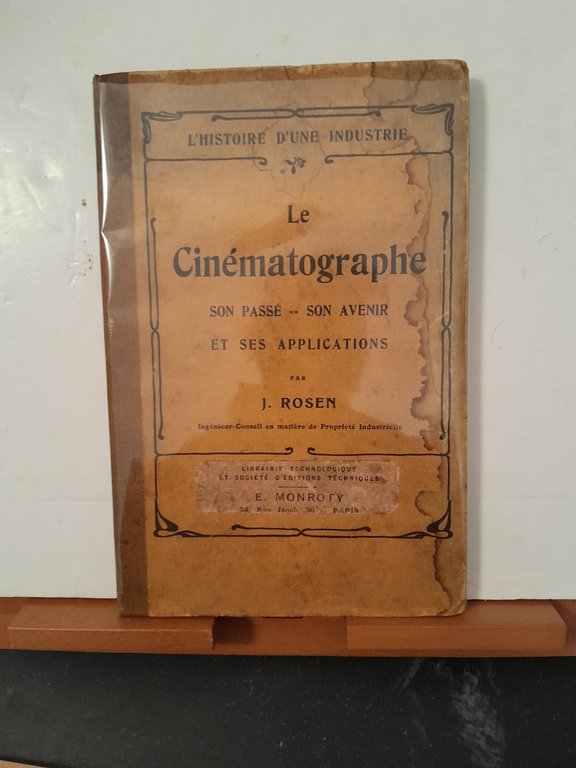 L'HISTOIRE D'UNE INDUSTRIE
Le
Cinématographe
SON PASSÉ -- SON AVENIR
ET SES APPLICATIONS
PAR
J. ROSEN
Ingénieur-Conseil en matière de Propriété Industrielle
LIBRAIRIE TECHNOLOGIQUE
ET SOCIÉTÉ D'ÉDITIONS TECHNIQUES
E. MONROTY
30, Rue Jacob, 30 PARIS